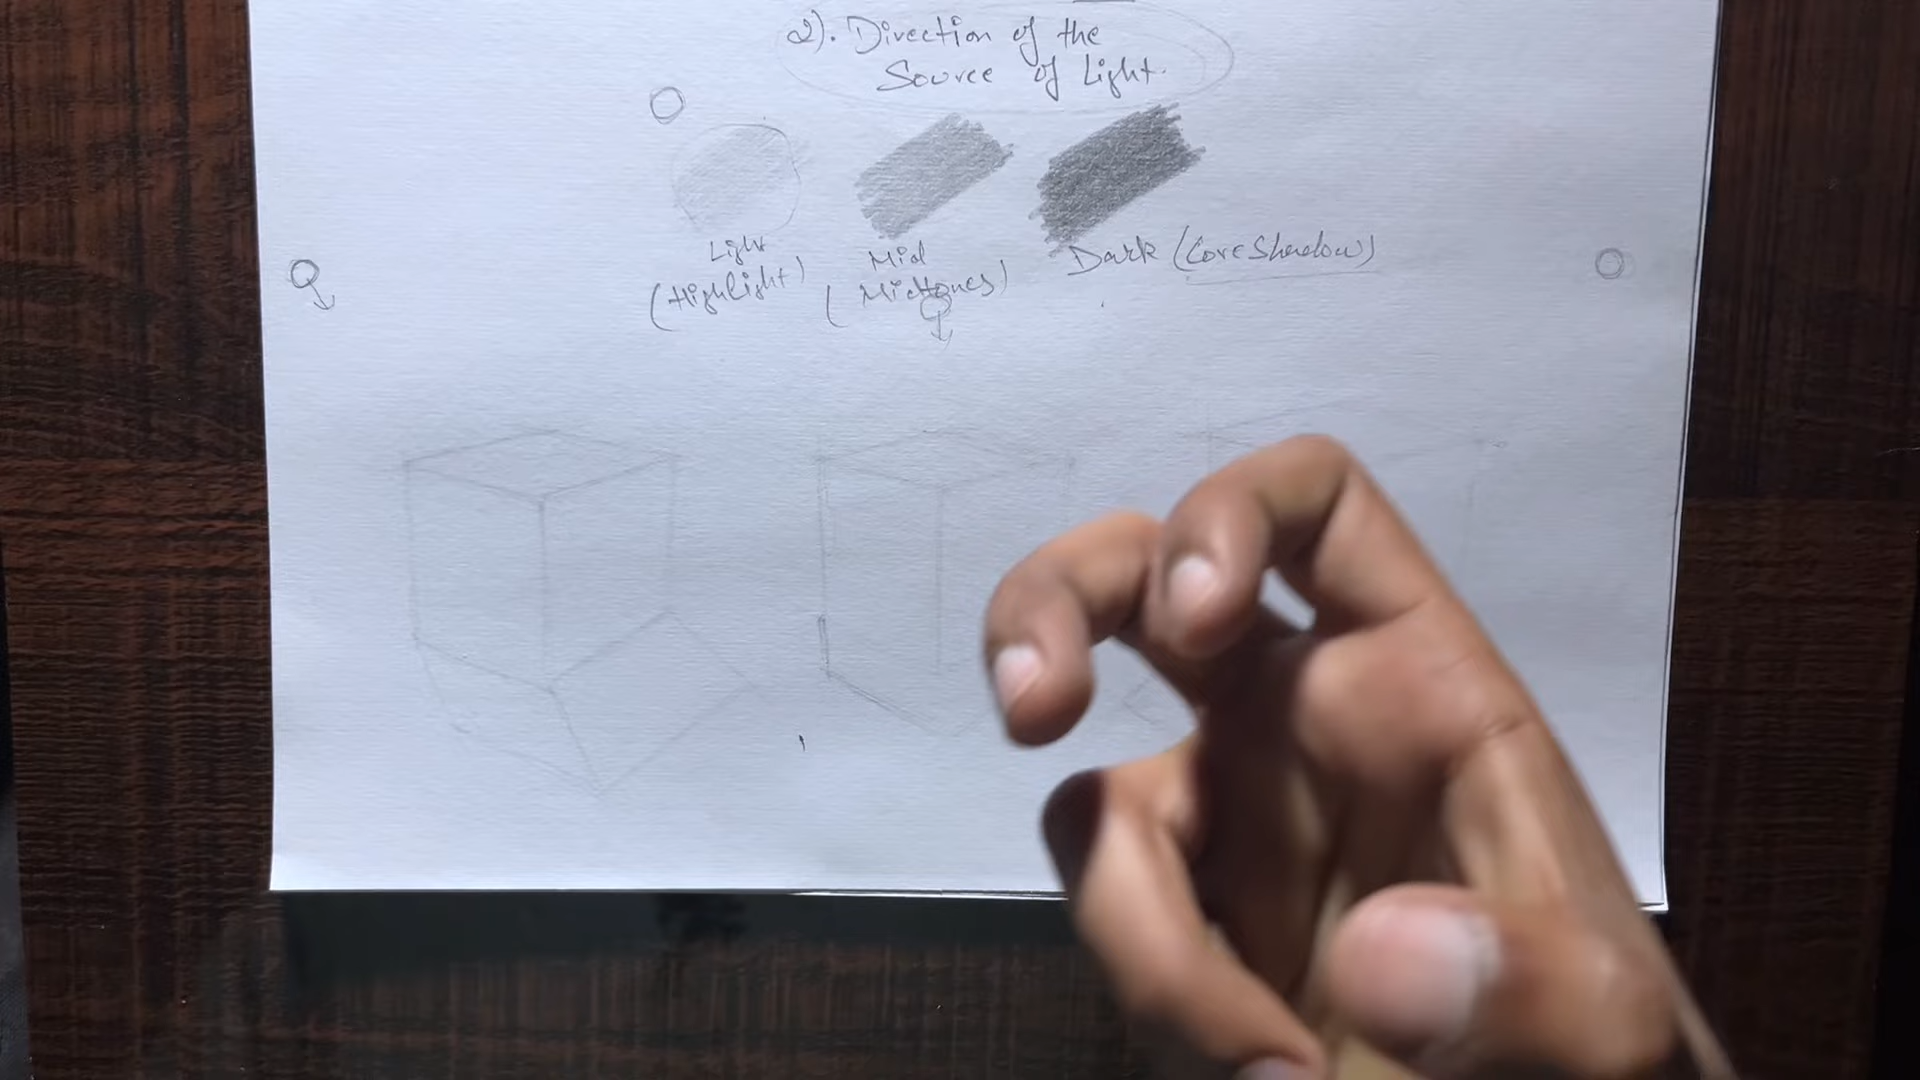 2). Direction of the
Source of Light.
Light
(Highlight)
Mid
(Midtones)
Dark (Core Shadow)